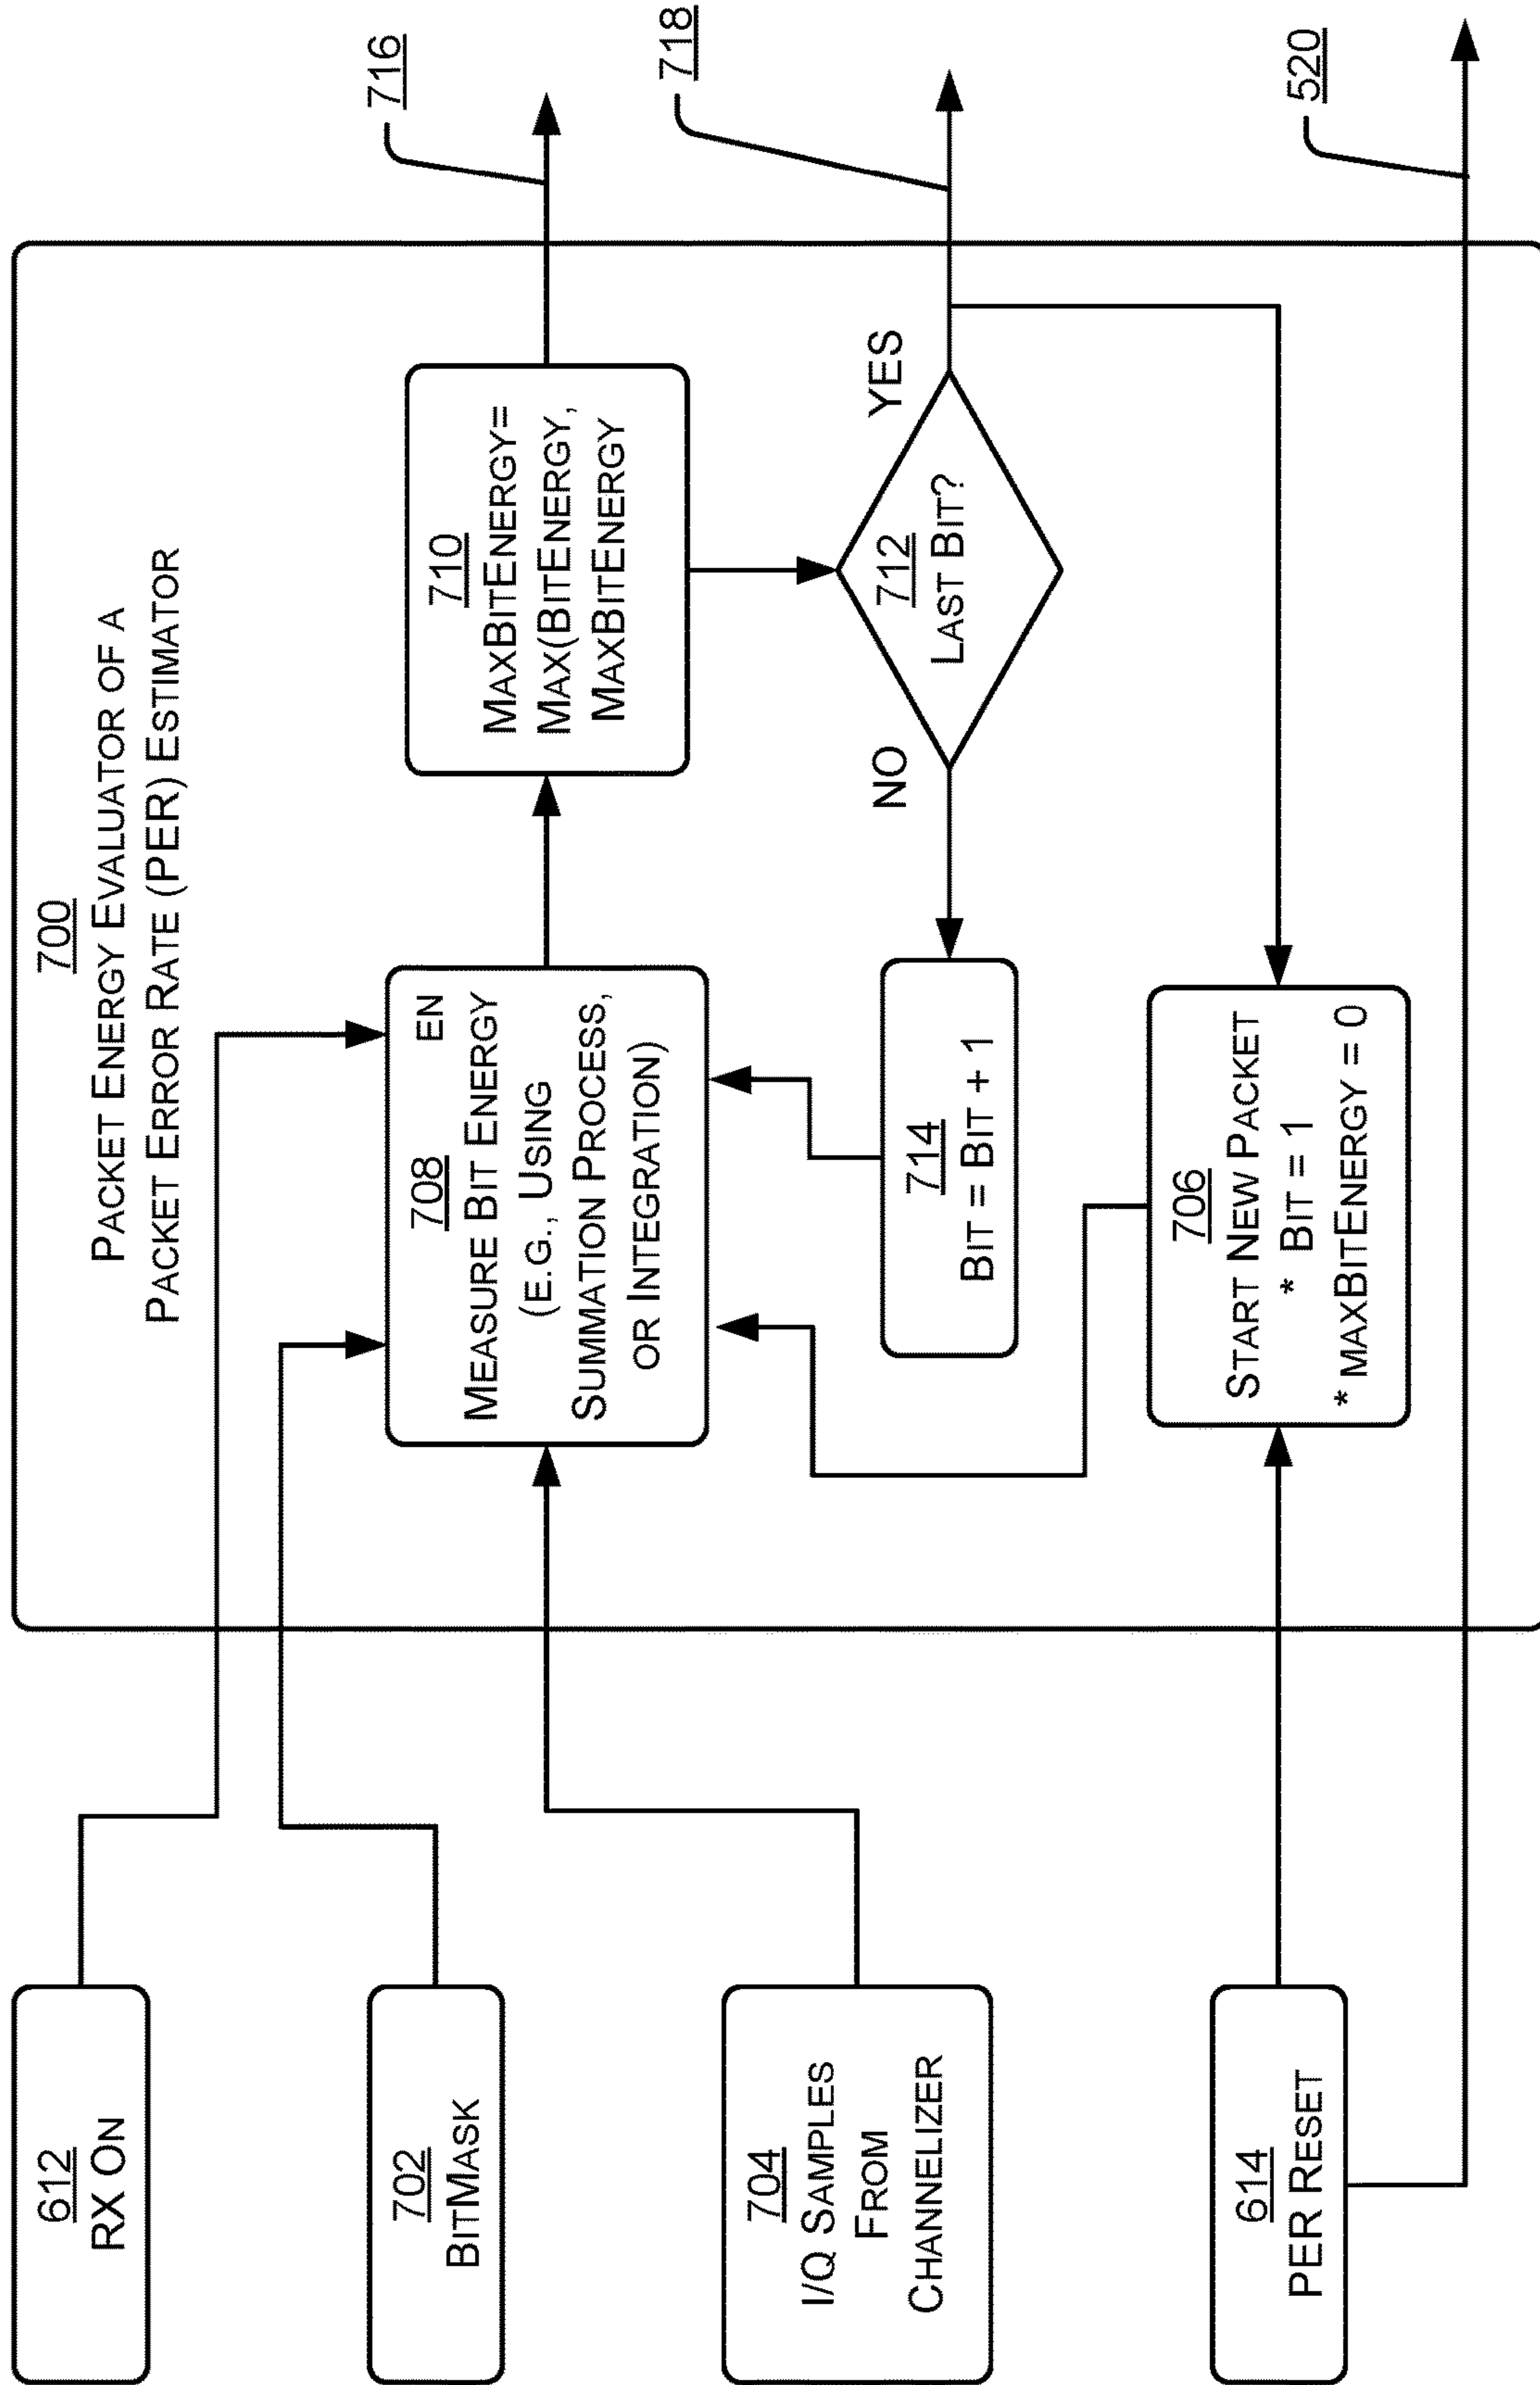 700
PACKET ENERGY EVALUATOR OF A
PACKET ERROR RATE (PER) ESTIMATOR
612
RX ON
702
BITMASK
704
I/Q SAMPLES
FROM
CHANNELIZER
614
PER RESET
708
EN
MEASURE BIT ENERGY
(E.G., USING
SUMMATION PROCESS,
OR INTEGRATION)
710
MAXBITENERGY=
MAX(BITENERGY,
MAXBITENERGY
712
LAST BIT?
NO
YES
714
BIT = BIT + 1
706
START NEW PACKET
* BIT = 1
* MAXBITENERGY = 0
716
718
520